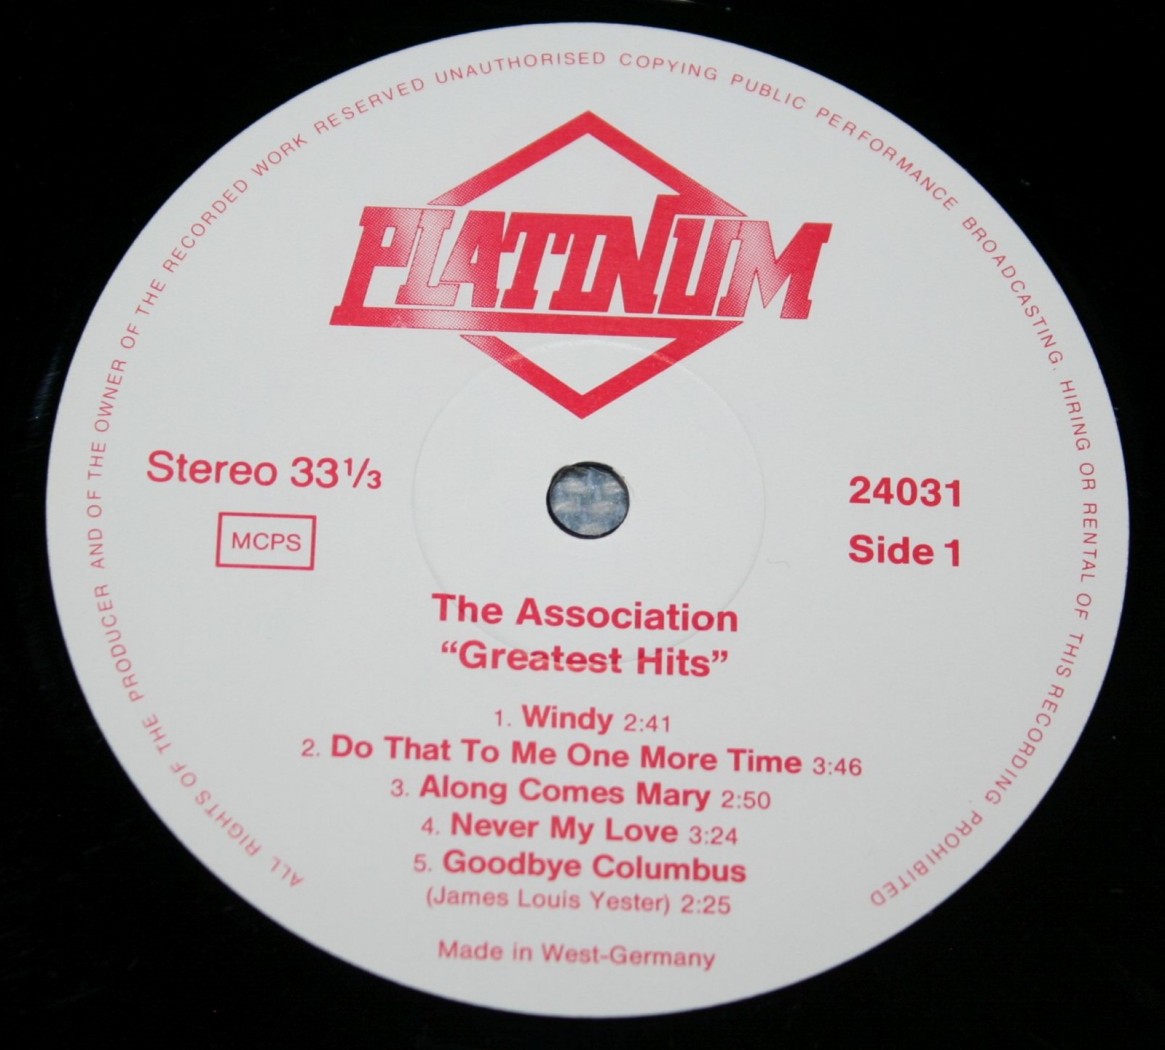 ALL RIGHTS OF THE PRODUCER AND OF THE OWNER OF THE RECORDED WORK RESERVED UNAUTHORISED COPYING PUBLIC PERFORMANCE BROADCASTING, HIRING OR RENTAL OF THIS RECORDING PROHIBITED
PLATINUM
Stereo 33⅓
MCPS
24031
Side 1
The Association
“Greatest Hits”
1. Windy 2:41
2. Do That To Me One More Time 3:46
3. Along Comes Mary 2:50
4. Never My Love 3:24
5. Goodbye Columbus
(James Louis Yester) 2:25
Made in West-Germany